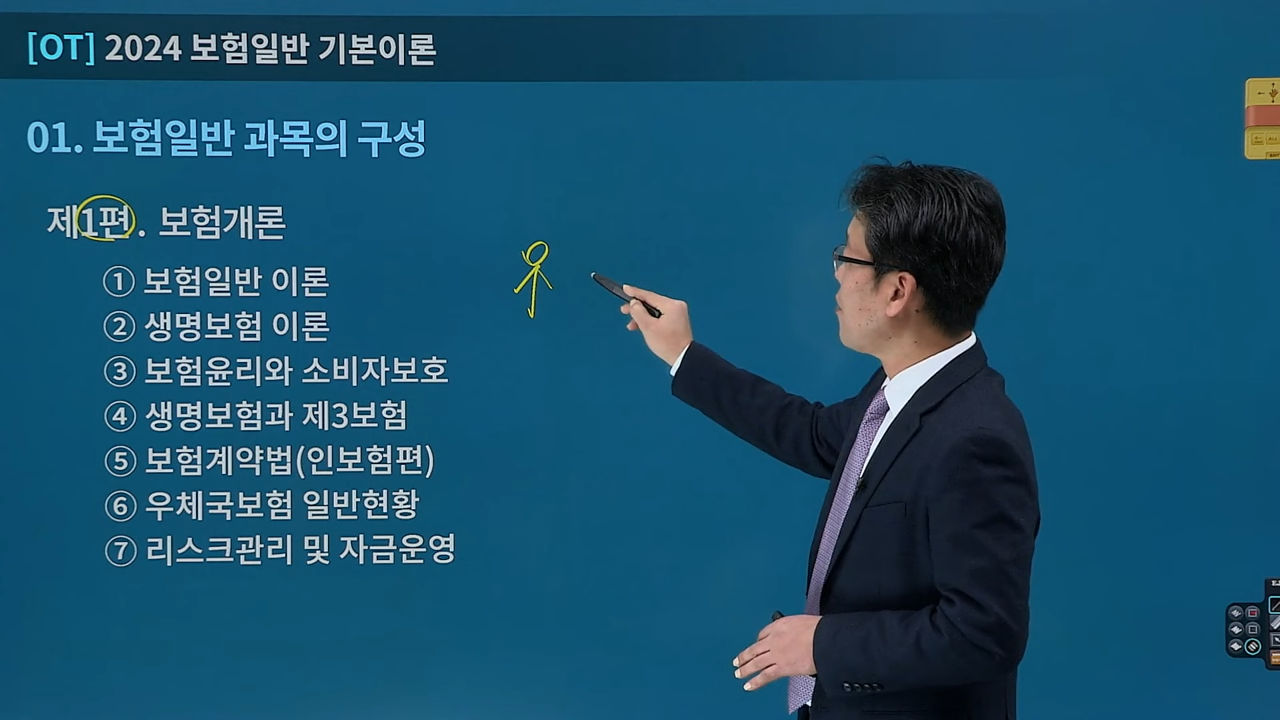 [OT] 2024 보험일반 기본이론
01. 보험일반 과목의 구성
제1편. 보험개론
① 보험일반 이론
② 생명보험 이론
③ 보험윤리와 소비자보호
④ 생명보험과 제3보험
⑤ 보험계약법(인보험편)
⑥ 우체국보험 일반현황
⑦ 리스크관리 및 자금운영